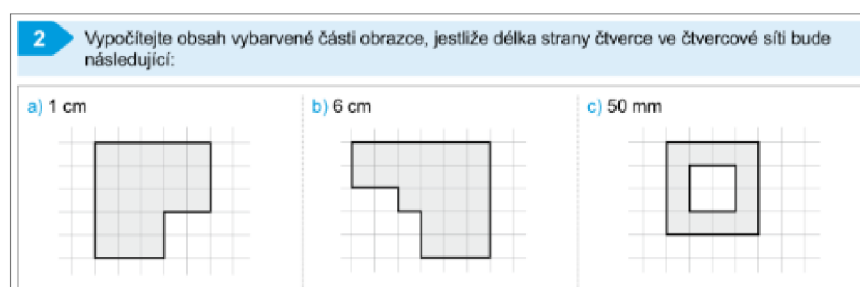 2 Vypočítejte obsah vybarvené části obrazce, jestliže délka strany čtverce ve čtvercové síti bude
následující:
a) 1 cm b) 6 cm c) 50 mm